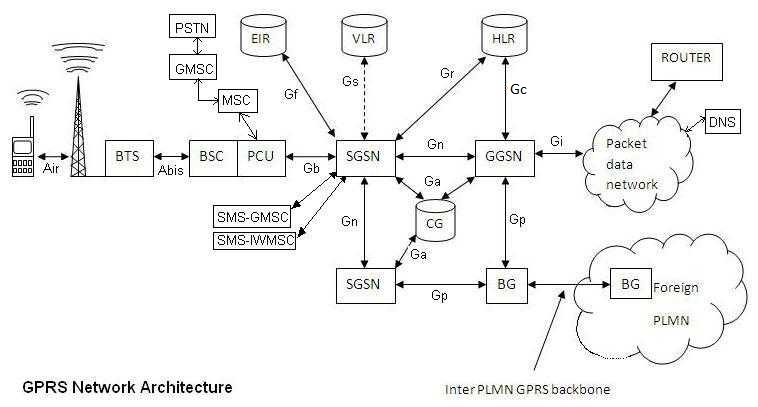 PSTN
EIR
VLR
HLR
ROUTER
GMSC
Gf
Gs
Gr
Gc
MSC
DNS
Air
BTS
Abis
BSC
PCU
Gb
SGSN
Gn
GGSN
Gi
Packet
data
network
SMS-GMSC
SMS-IWMSC
Gn
Ga
CG
Ga
Gp
SGSN
Gp
BG
BG
Foreign
PLMN
GPRS Network Architecture
Inter PLMN GPRS backbone